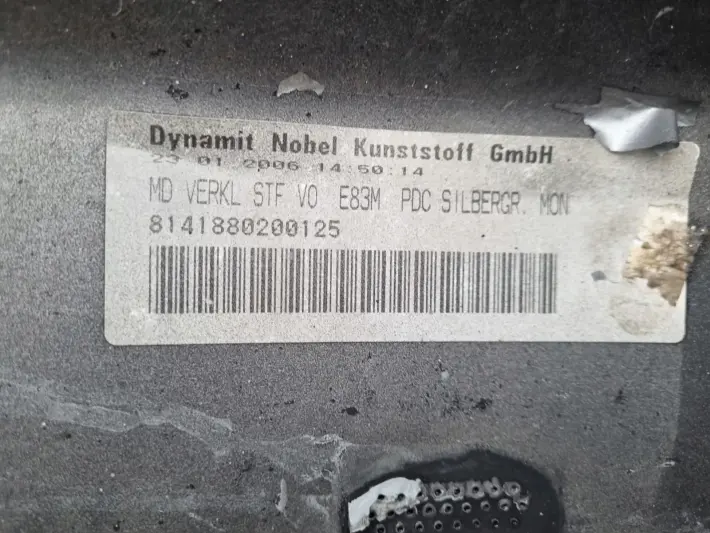 Dynamit Nobel Kunststoff GmbH
23.01.2006 14:50:14
MD VERKL STF VO E83M PDC SILBERGR. MON
8141880200125